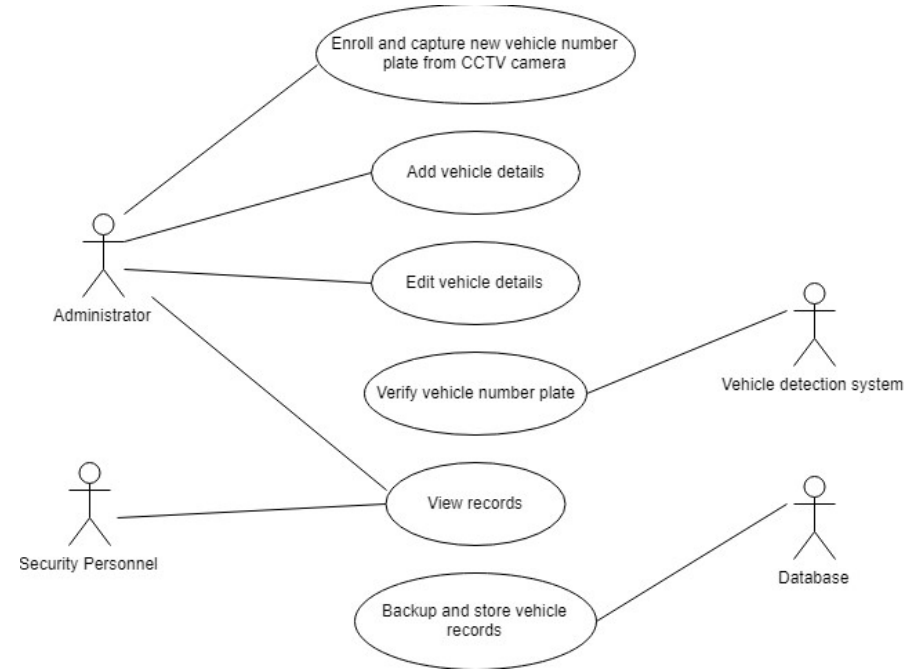 Enroll and capture new vehicle number
plate from CCTV camera
Add vehicle details
Edit vehicle details
Administrator
Verify vehicle number plate
Vehicle detection system
View records
Security Personnel
Database
Backup and store vehicle
records